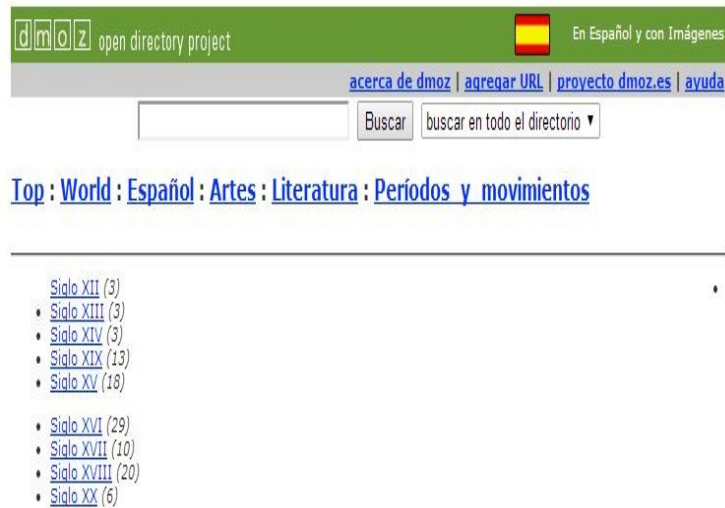 dmoz open directory project
En Español y con Imágenes
acerca de dmoz | agregar URL | proyecto dmoz.es | ayuda
Buscar
buscar en todo el directorio
Top : World : Español : Artes : Literatura : Períodos_y_movimientos
Siglo XII (3)
Siglo XIII (3)
Siglo XIV (3)
Siglo XIX (13)
Siglo XV (18)
Siglo XVI (29)
Siglo XVII (10)
Siglo XVIII (20)
Siglo XX (6)